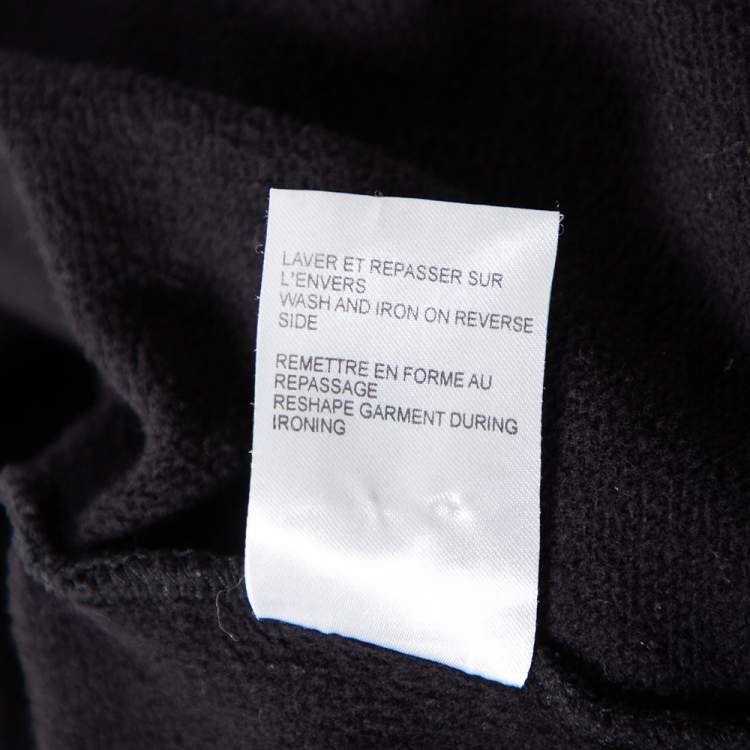 LAVER ET REPASSER SUR
L'ENVERS
WASH AND IRON ON REVERSE
SIDE
REMETTRE EN FORME AU
REPASSAGE
RESHAPE GARMENT DURING
IRONING